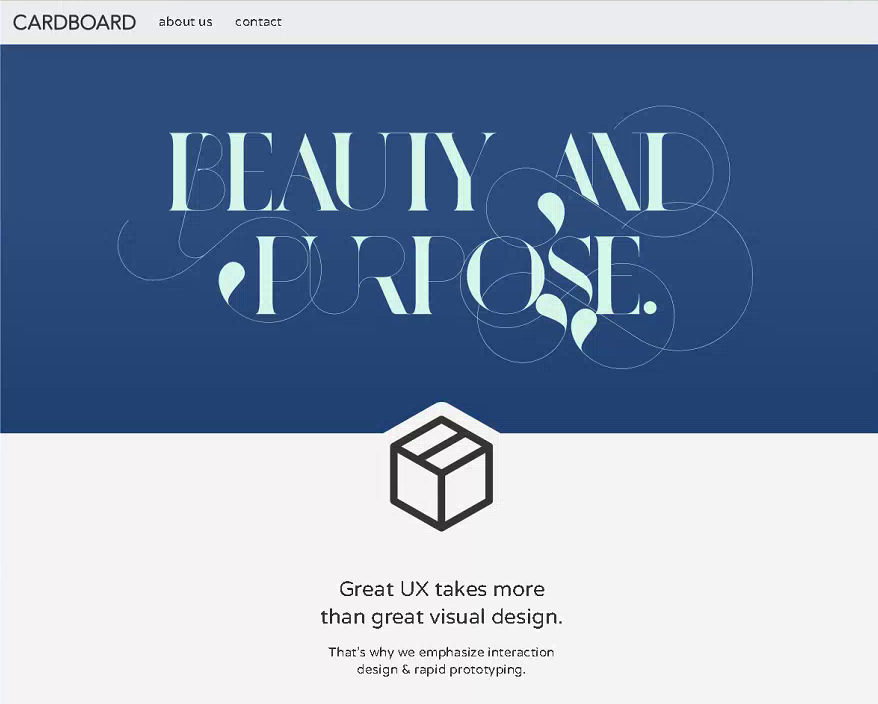 CARDBOARD about us contact
BEAUTY AND
PURPOSE.
Great UX takes more
than great visual design.
That's why we emphasize interaction
design & rapid prototyping.